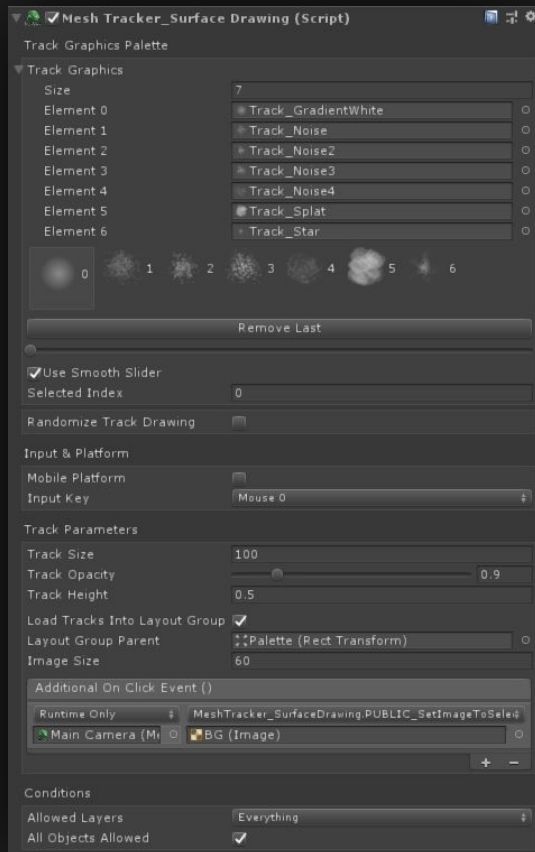 Mesh Tracker_Surface Drawing (Script)
Track Graphics Palette
Track Graphics
Size 7
Element 0 Track_GradientWhite
Element 1 Track_Noise
Element 2 Track_Noise2
Element 3 Track_Noise3
Element 4 Track_Noise4
Element 5 Track_Splat
Element 6 Track_Star
0 1 2 3 4 5 6
Remove Last
Use Smooth Slider
Selected Index 0
Randomize Track Drawing
Input & Platform
Mobile Platform
Input Key Mouse 0
Track Parameters
Track Size 100
Track Opacity 0.9
Track Height 0.5
Load Tracks Into Layout Group
Layout Group Parent Palette (Rect Transform)
Image Size 60
Additional On Click Event ()
Runtime Only MeshTracker_SurfaceDrawing.PUBLIC_SetImageToSele
Main Camera (Me BG (Image)
+ −
Conditions
Allowed Layers Everything
All Objects Allowed